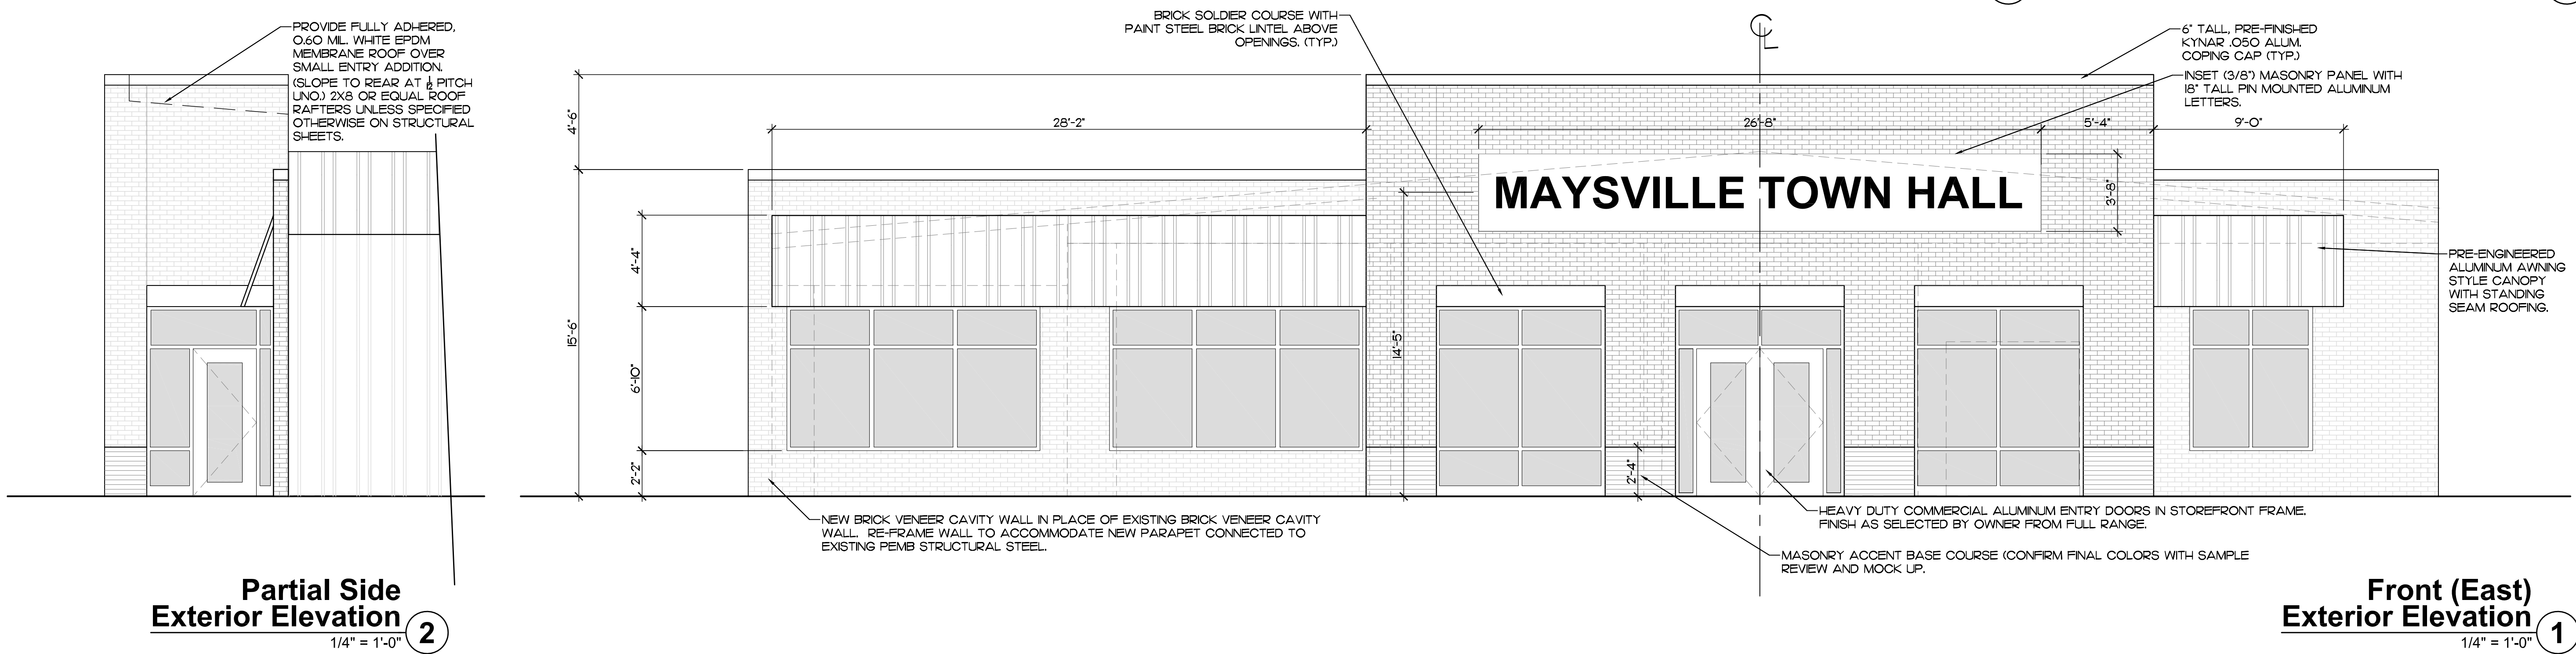 PROVIDE FULLY ADHERED,
0.60 MIL. WHITE EPDM
MEMBRANE ROOF OVER
SMALL ENTRY ADDITION.
(SLOPE TO REAR AT 1/12 PITCH
UNO.) 2X8 OR EQUAL ROOF
RAFTERS UNLESS SPECIFIED
OTHERWISE ON STRUCTURAL
SHEETS.
Partial Side
Exterior Elevation
2
1/4" = 1'-0"
BRICK SOLDIER COURSE WITH
PAINT STEEL BRICK LINTEL ABOVE
OPENINGS. (TYP.)
CL
6" TALL, PRE-FINISHED
KYNAR .050 ALUM.
COPING CAP (TYP.)
INSET (3/8") MASONRY PANEL WITH
18" TALL PIN MOUNTED ALUMINUM
LETTERS.
4'-6"
28'-2"
26'-8"
5'-4"
9'-0"
MAYSVILLE TOWN HALL
3'-8"
4'-4"
15'-6"
14'-5"
6'-10"
2'-2"
2'-4"
PRE-ENGINEERED
ALUMINUM AWNING
STYLE CANOPY
WITH STANDING
SEAM ROOFING.
NEW BRICK VENEER CAVITY WALL IN PLACE OF EXISTING BRICK VENEER CAVITY
WALL. RE-FRAME WALL TO ACCOMMODATE NEW PARAPET CONNECTED TO
EXISTING PEMB STRUCTURAL STEEL.
HEAVY DUTY COMMERCIAL ALUMINUM ENTRY DOORS IN STOREFRONT FRAME.
FINISH AS SELECTED BY OWNER FROM FULL RANGE.
MASONRY ACCENT BASE COURSE (CONFIRM FINAL COLORS WITH SAMPLE
REVIEW AND MOCK UP.
Front (East)
Exterior Elevation
1
1/4" = 1'-0"